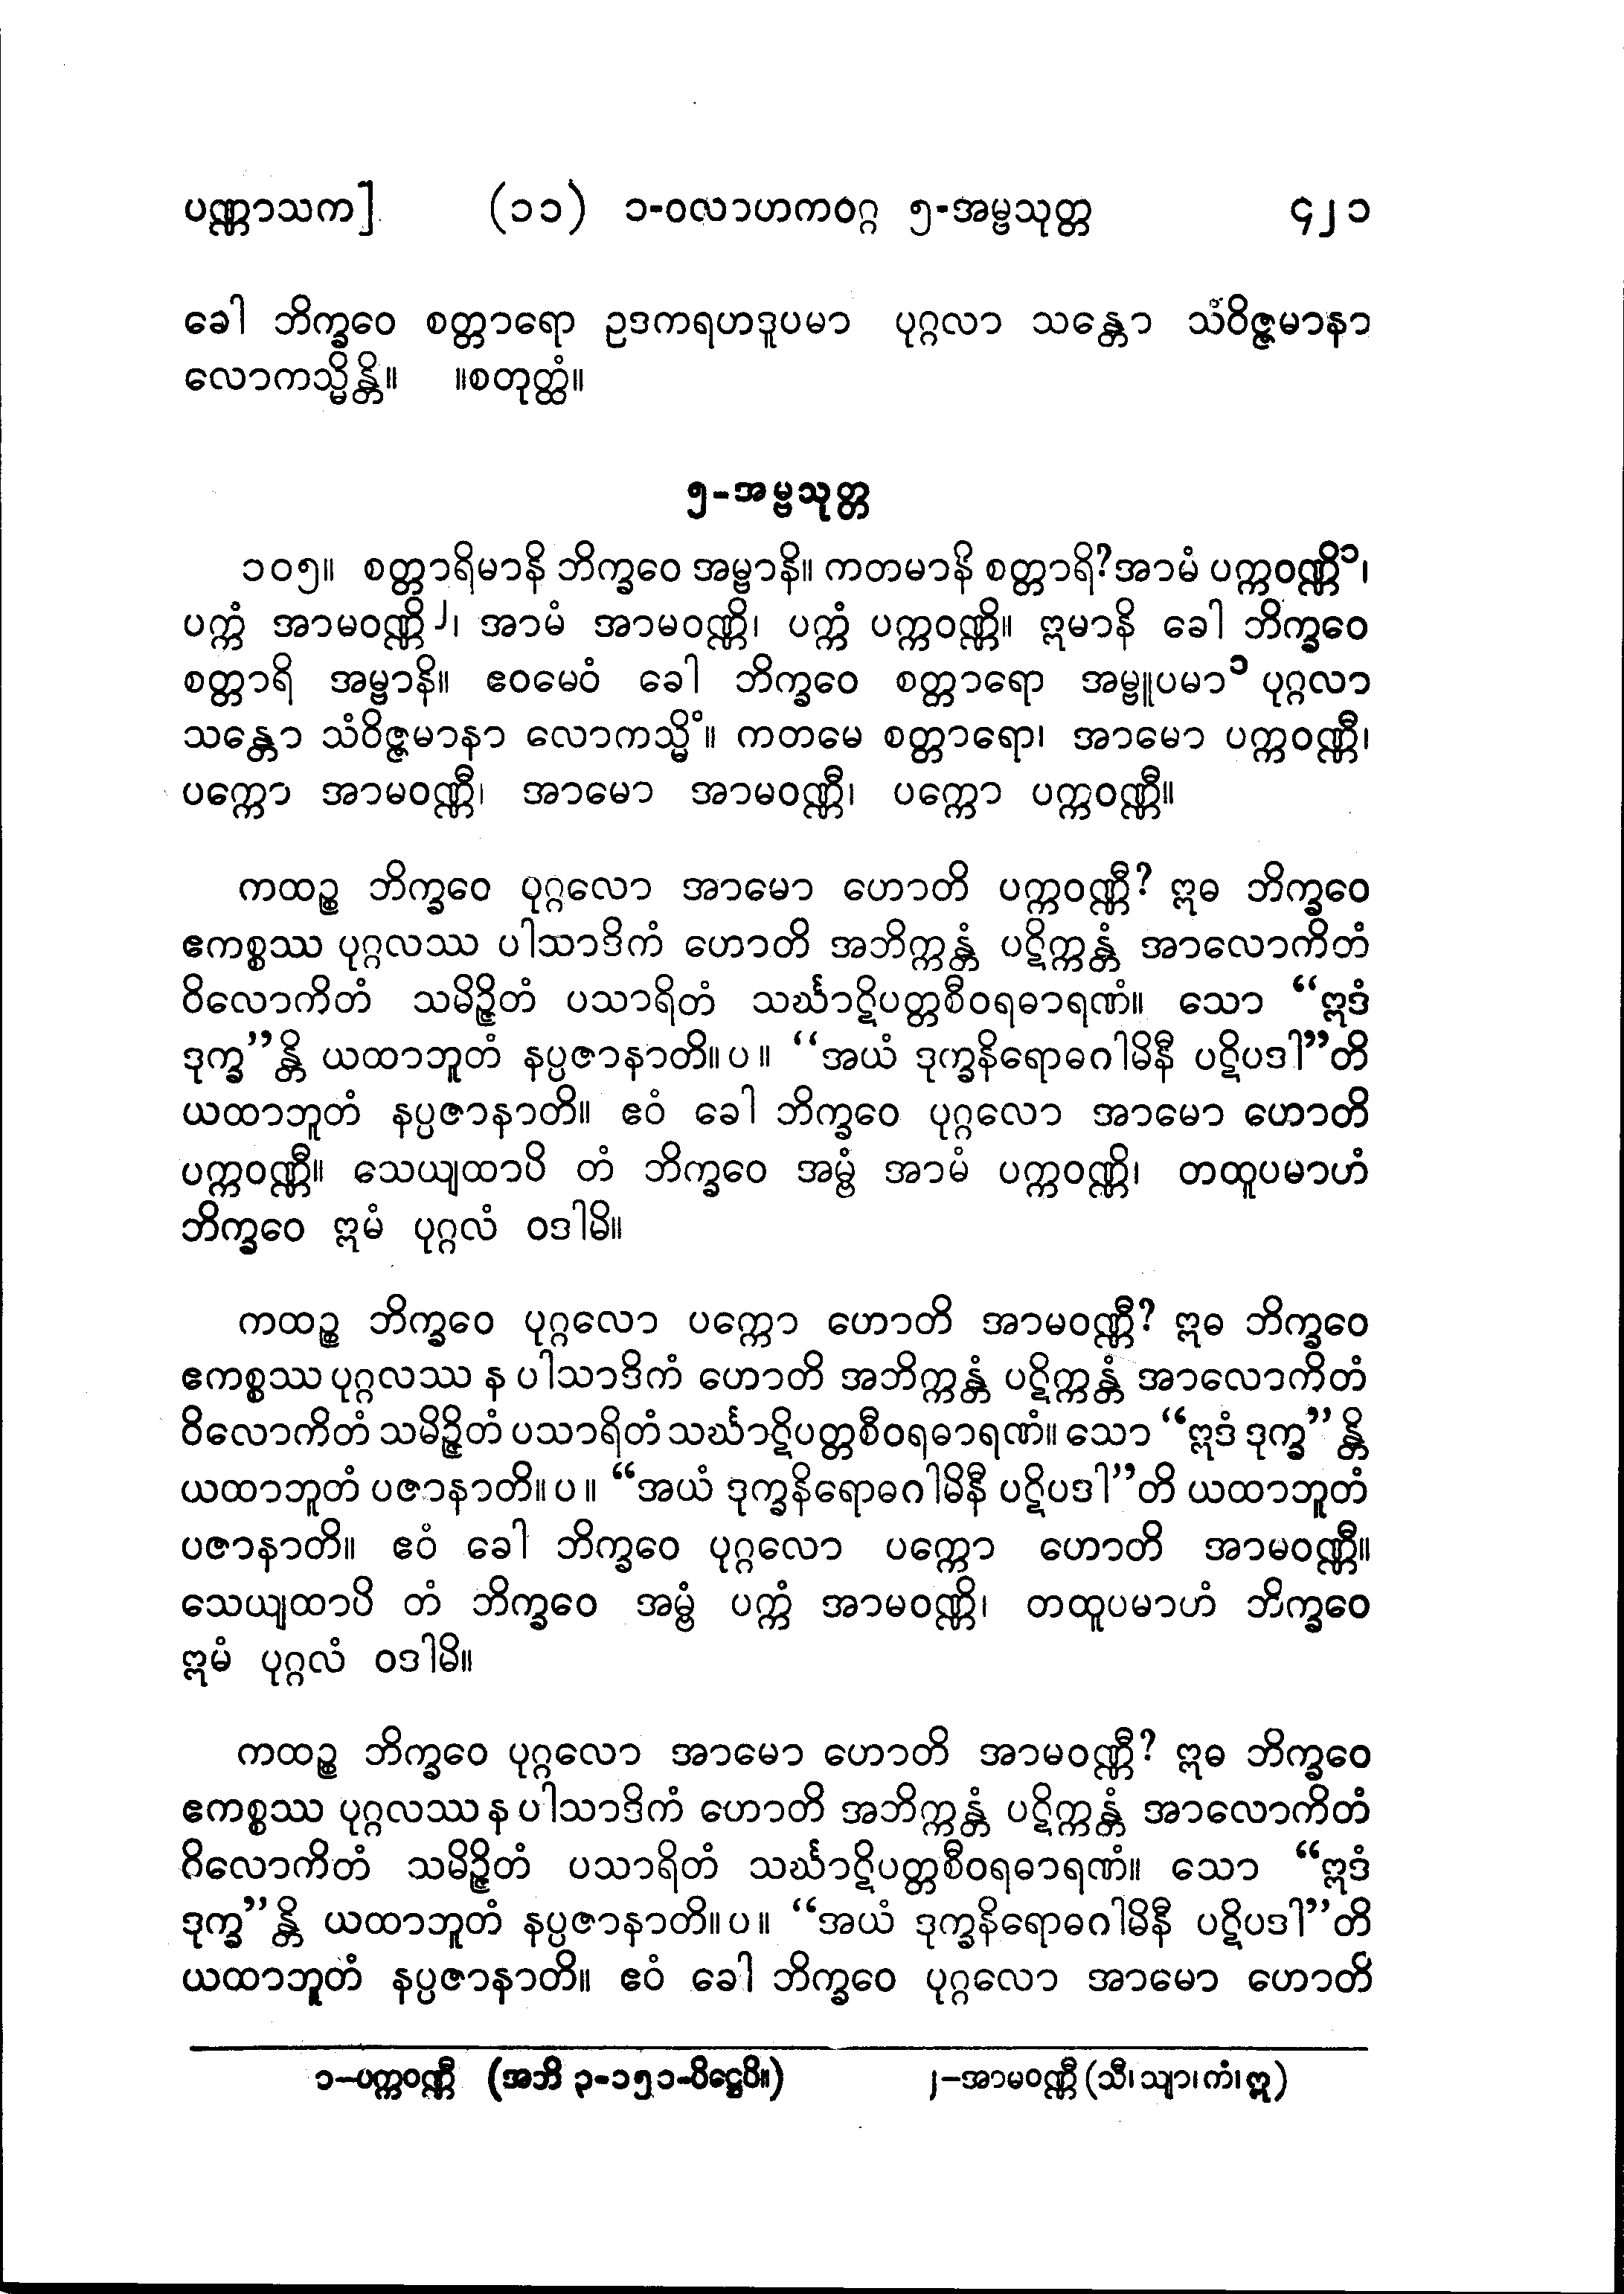 ပဏ္ဏာသက] (၁၁) ၁-ဝလာဟကဝဂ္ဂ ၅-အမ္ဗသုတ္တ ၄၂၁
ခေါ ဘိက္ခဝေ စတ္တာရော ဥဒကရဟဒူပမာ ပုဂ္ဂလာ သန္တော သံဝိဇ္ဇမာနာ
လောကသ္မိန္တိ။ ။စတုတ္ထံ။
၅-အမ္ဗသုတ္တ
၁၀၅။ စတ္တာရိမာနိ ဘိက္ခဝေ အမ္ဗာနိ။ ကတမာနိ စတ္တာရိ?အာမံ ပက္ကဝဏ္ဏိ၁၊
ပက္ကံ အာမဝဏ္ဏိ၂၊ အာမံ အာမဝဏ္ဏိ၊ ပက္ကံ ပက္ကဝဏ္ဏိ။ ဣမာနိ ခေါ ဘိက္ခဝေ
စတ္တာရိ အမ္ဗာနိ။ ဧဝမေဝံ ခေါ ဘိက္ခဝေ စတ္တာရော အမ္ဗူပမာ၁ ပုဂ္ဂလာ
သန္တော သံဝိဇ္ဇမာနာ လောကသ္မိံ။ ကတမေ စတ္တာရော၊ အာမော ပက္ကဝဏ္ဏီ၊
ပက္ကော အာမဝဏ္ဏီ၊ အာမော အာမဝဏ္ဏီ၊ ပက္ကော ပက္ကဝဏ္ဏီ။
ကထဉ္စ ဘိက္ခဝေ ပုဂ္ဂလော အာမော ဟောတိ ပက္ကဝဏ္ဏီ? ဣဓ ဘိက္ခဝေ
ဧကစ္စဿ ပုဂ္ဂလဿ ပါသာဒိကံ ဟောတိ အဘိက္ကန္တံ ပဋိက္ကန္တံ အာလောကိတံ
ဝိလောကိတံ သမိဉ္ဇိတံ ပသာရိတံ သင်္ဃာဋိပတ္တစီဝရဓာရဏံ။ သော “ဣဒံ
ဒုက္ခ”န္တိ ယထာဘူတံ နပ္ပဇာနာတိ။ပ။ “အယံ ဒုက္ခနိရောဓဂါမိနီ ပဋိပဒါ”တိ
ယထာဘူတံ နပ္ပဇာနာတိ။ ဧဝံ ခေါ ဘိက္ခဝေ ပုဂ္ဂလော အာမော ဟောတိ
ပက္ကဝဏ္ဏီ။ သေယျထာပိ တံ ဘိက္ခဝေ အမ္ဗံ အာမံ ပက္ကဝဏ္ဏိ၊ တထူပမာဟံ
ဘိက္ခဝေ ဣမံ ပုဂ္ဂလံ ဝဒါမိ။
ကထဉ္စ ဘိက္ခဝေ ပုဂ္ဂလော ပက္ကော ဟောတိ အာမဝဏ္ဏီ? ဣဓ ဘိက္ခဝေ
ဧကစ္စဿ ပုဂ္ဂလဿ န ပါသာဒိကံ ဟောတိ အဘိက္ကန္တံ ပဋိက္ကန္တံ အာလောကိတံ
ဝိလောကိတံ သမိဉ္ဇိတံ ပသာရိတံ သင်္ဃာဋိပတ္တစီဝရဓာရဏံ။ သော “ဣဒံ ဒုက္ခ”န္တိ
ယထာဘူတံ ပဇာနာတိ။ပ။ “အယံ ဒုက္ခနိရောဓဂါမိနီ ပဋိပဒါ”တိ ယထာဘူတံ
ပဇာနာတိ။ ဧဝံ ခေါ ဘိက္ခဝေ ပုဂ္ဂလော ပက္ကော ဟောတိ အာမဝဏ္ဏီ။
သေယျထာပိ တံ ဘိက္ခဝေ အမ္ဗံ ပက္ကံ အာမဝဏ္ဏိ၊ တထူပမာဟံ ဘိက္ခဝေ
ဣမံ ပုဂ္ဂလံ ဝဒါမိ။
ကထဉ္စ ဘိက္ခဝေ ပုဂ္ဂလော အာမော ဟောတိ အာမဝဏ္ဏီ? ဣဓ ဘိက္ခဝေ
ဧကစ္စဿ ပုဂ္ဂလဿ န ပါသာဒိကံ ဟောတိ အဘိက္ကန္တံ ပဋိက္ကန္တံ အာလောကိတံ
ဝိလောကိတံ သမိဉ္ဇိတံ ပသာရိတံ သင်္ဃာဋိပတ္တစီဝရဓာရဏံ။ သော “ဣဒံ
ဒုက္ခ”န္တိ ယထာဘူတံ နပ္ပဇာနာတိ။ပ။ “အယံ ဒုက္ခနိရောဓဂါမိနီ ပဋိပဒါ”တိ
ယထာဘူတံ နပ္ပဇာနာတိ။ ဧဝံ ခေါ ဘိက္ခဝေ ပုဂ္ဂလော အာမော ဟောတိ
၁-ပက္ကဝဏ္ဏီ (အဘိ ၃-၁၅၁-ပိဋ္ဌေပိ။) ၂-အာမဝဏ္ဏီ (သီ၊ သျာ၊ ကံ၊ ဣ)